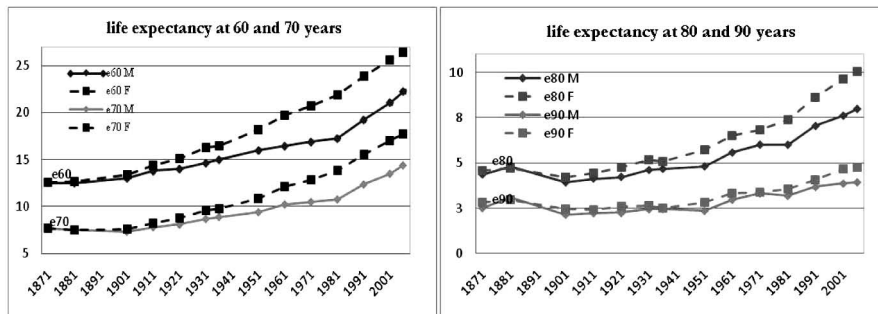 life expectancy at 60 and 70 years
25
20
15
10
5
e60 M
e60 F
e70 M
e70 F
e60
e70
1871
1881
1891
1901
1911
1921
1931
1941
1951
1961
1971
1981
1991
2001
life expectancy at 80 and 90 years
10
8
5
3
0
e80 M
e80 F
e90 M
e90 F
e80
e90
1871
1881
1891
1901
1911
1921
1931
1941
1951
1961
1971
1981
1991
2001